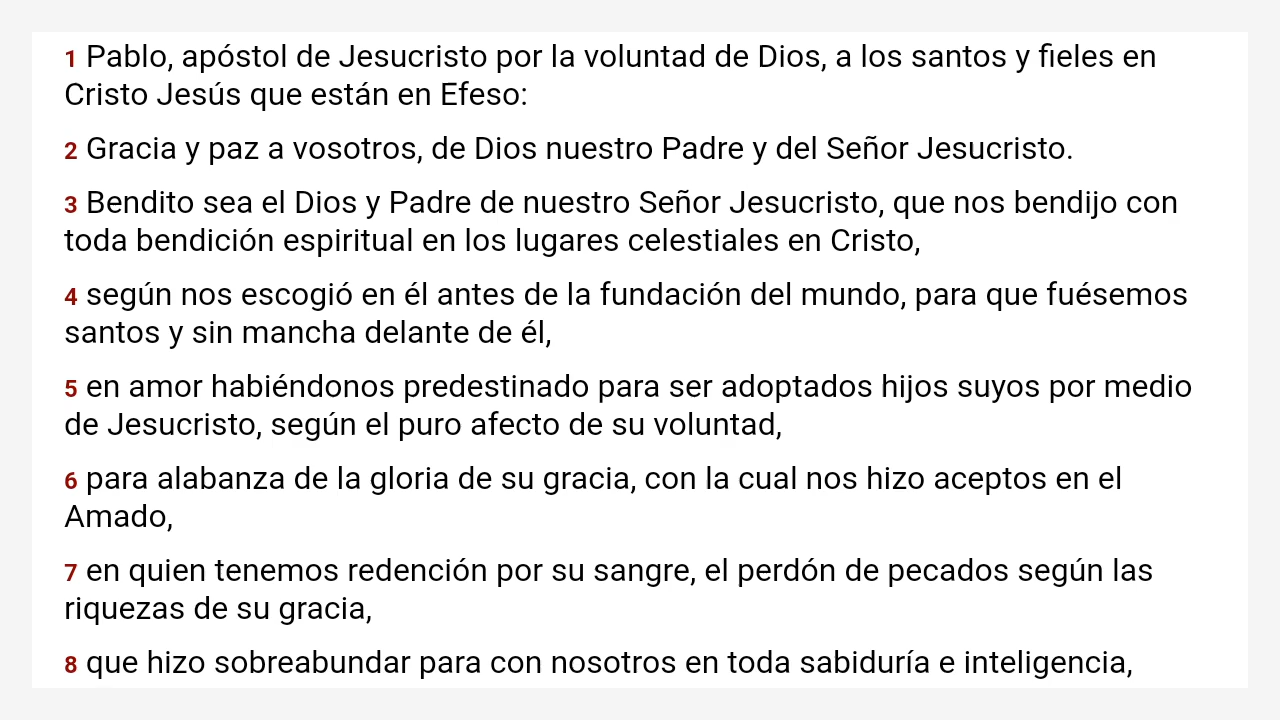 1 Pablo, apóstol de Jesucristo por la voluntad de Dios, a los santos y fieles en
Cristo Jesús que están en Efeso:
2 Gracia y paz a vosotros, de Dios nuestro Padre y del Señor Jesucristo.
3 Bendito sea el Dios y Padre de nuestro Señor Jesucristo, que nos bendijo con
toda bendición espiritual en los lugares celestiales en Cristo,
4 según nos escogió en él antes de la fundación del mundo, para que fuésemos
santos y sin mancha delante de él,
5 en amor habiéndonos predestinado para ser adoptados hijos suyos por medio
de Jesucristo, según el puro afecto de su voluntad,
6 para alabanza de la gloria de su gracia, con la cual nos hizo aceptos en el
Amado,
7 en quien tenemos redención por su sangre, el perdón de pecados según las
riquezas de su gracia,
8 que hizo sobreabundar para con nosotros en toda sabiduría e inteligencia,